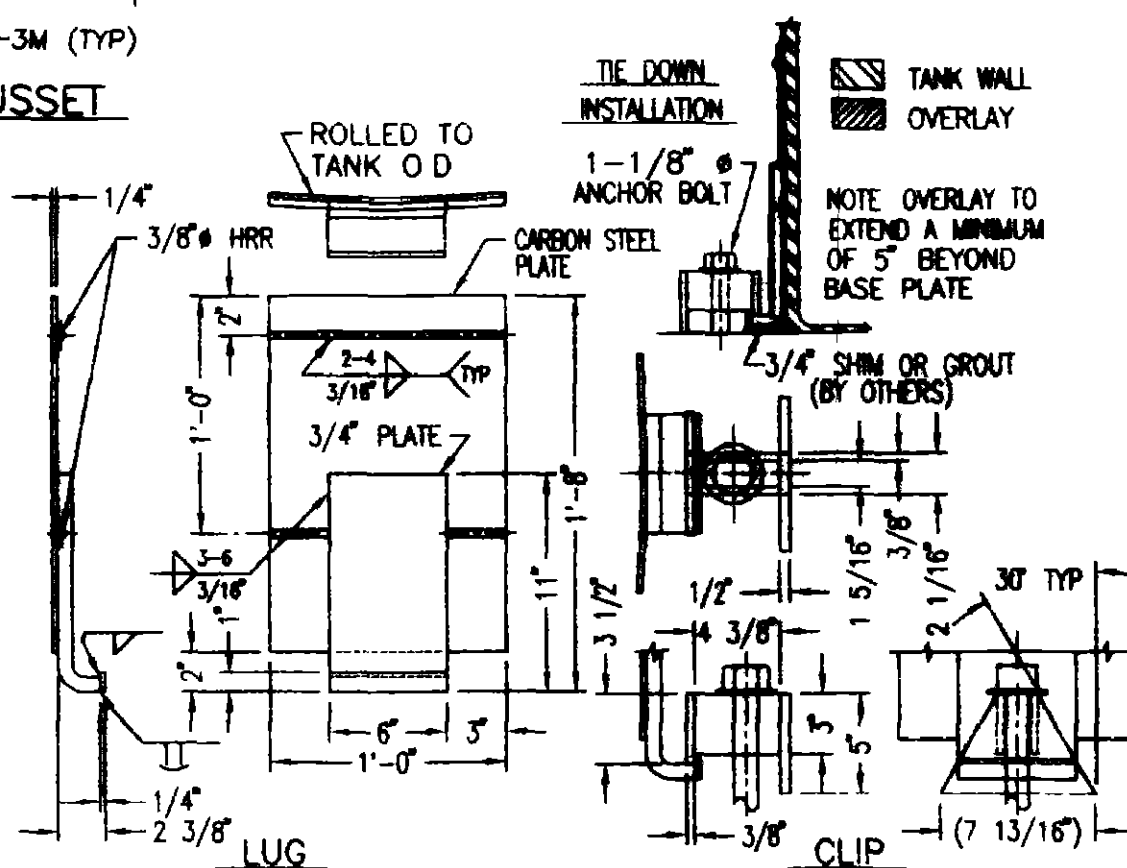 -3M (TYP)
USSET
TIE DOWN
INSTALLATION
TANK WALL
OVERLAY
ROLLED TO
TANK O D
1-1/8" ø
ANCHOR BOLT
NOTE OVERLAY TO
EXTEND A MINIMUM
OF 5" BEYOND
BASE PLATE
1/4"
3/8"ø HRR
CARBON STEEL
PLATE
2"
2-4
3/16"
TYP
3/4" SHIM OR GROUT
(BY OTHERS)
1'-0"
3/4" PLATE
1'-8"
3-6
3/16"
11"
1"
2"
6"
3"
1'-0"
1/4"
2 3/8"
LUG
1/2"
4 3/8"
3 1/2"
1 5/16"
3/8"
2 1/16"
30° TYP
3"
5"
3/8"
(7 13/16")
CLIP